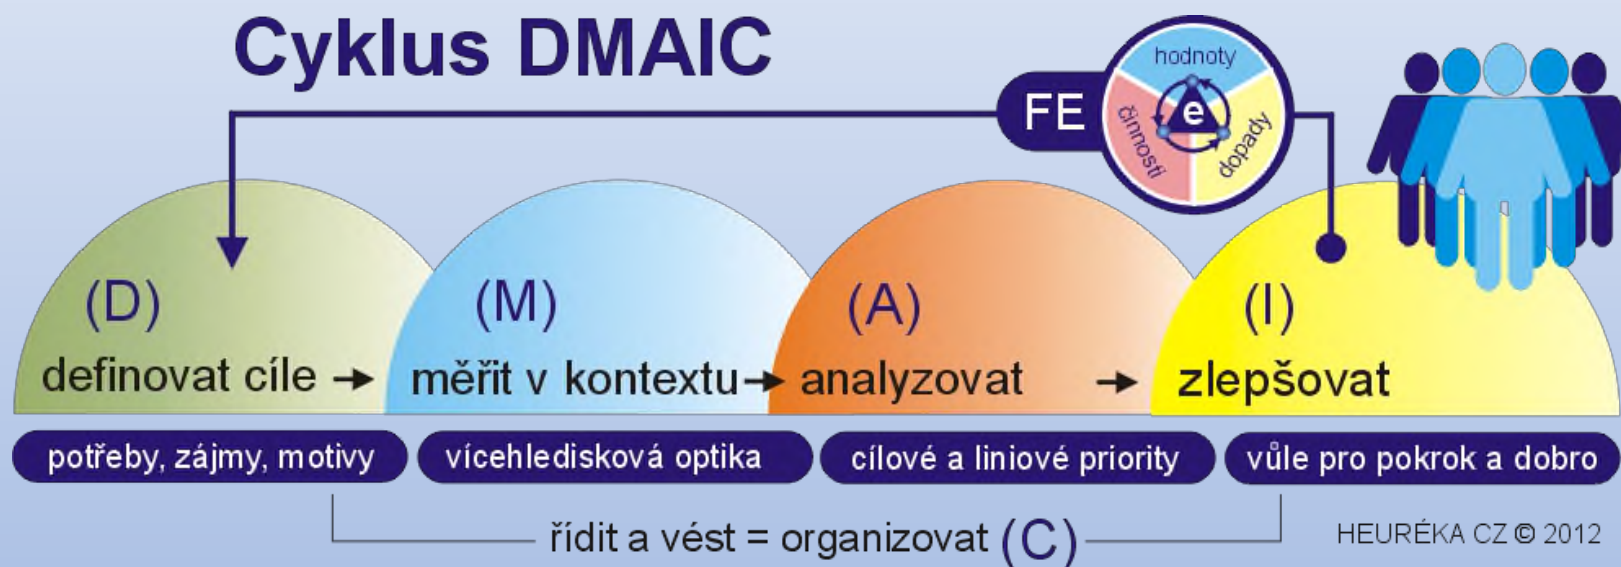 Cyklus DMAIC
FE
hodnoty
činnosti
dopady
e
(D)
definovat cíle
(M)
měřit v kontextu
(A)
analyzovat
(I)
zlepšovat
potřeby, zájmy, motivy
vícehledisková optika
cílové a liniové priority
vůle pro pokrok a dobro
řídit a vést = organizovat (C)
HEURÉKA CZ © 2012